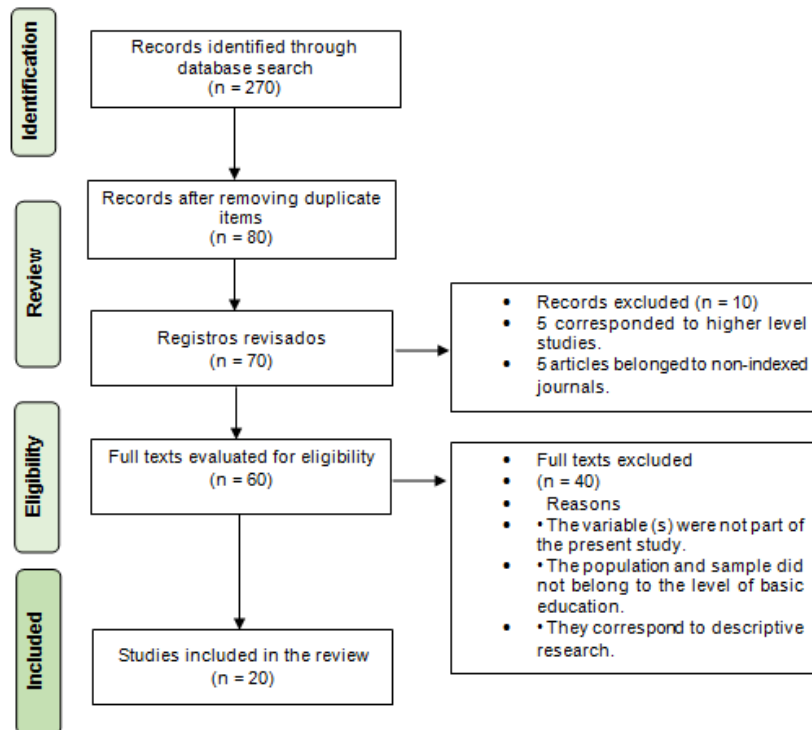 Identification
Records identified through
database search
(n = 270)
Review
Records after removing duplicate
items
(n = 80)
Registros revisados
(n = 70)
• Records excluded (n = 10)
• 5 corresponded to higher level
studies.
• 5 articles belonged to non-indexed
journals.
Eligibility
Full texts evaluated for eligibility
(n = 60)
• Full texts excluded
• (n = 40)
• Reasons
• • The variable (s) were not part of
the present study.
• • The population and sample did
not belong to the level of basic
education.
• • They correspond to descriptive
research.
Included
Studies included in the review
(n = 20)